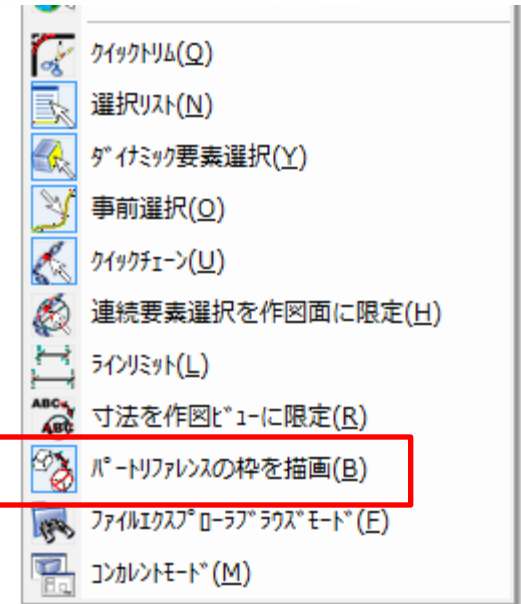 ｸｲｯｸﾄﾘﾑ(Q)
選択ﾘｽﾄ(N)
ﾀﾞｲﾅﾐｯｸ要素選択(Y)
事前選択(O)
ｸｲｯｸﾁｪｰﾝ(U)
連続要素選択を作図面に限定(H)
ﾗｲﾝﾘﾐｯﾄ(L)
ABC
ABC
寸法を作図ﾋﾞｭｰに限定(R)
ﾊﾟｰﾄﾘﾌｧﾚﾝｽの枠を描画(B)
ﾌｧｲﾙｴｸｽﾌﾟﾛｰﾗﾌﾞﾗｳｽﾞﾓｰﾄﾞ(F)
ｺﾝｶﾚﾝﾄﾓｰﾄﾞ(M)